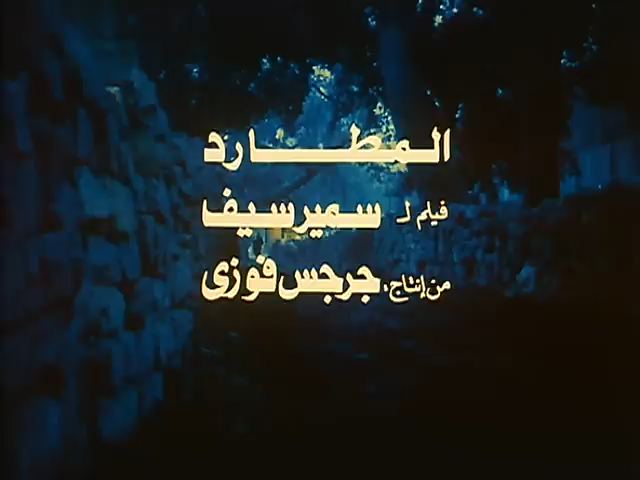 المطارد
فيلم لـ سمير سيف
من إنتاج: جرجس فوزى